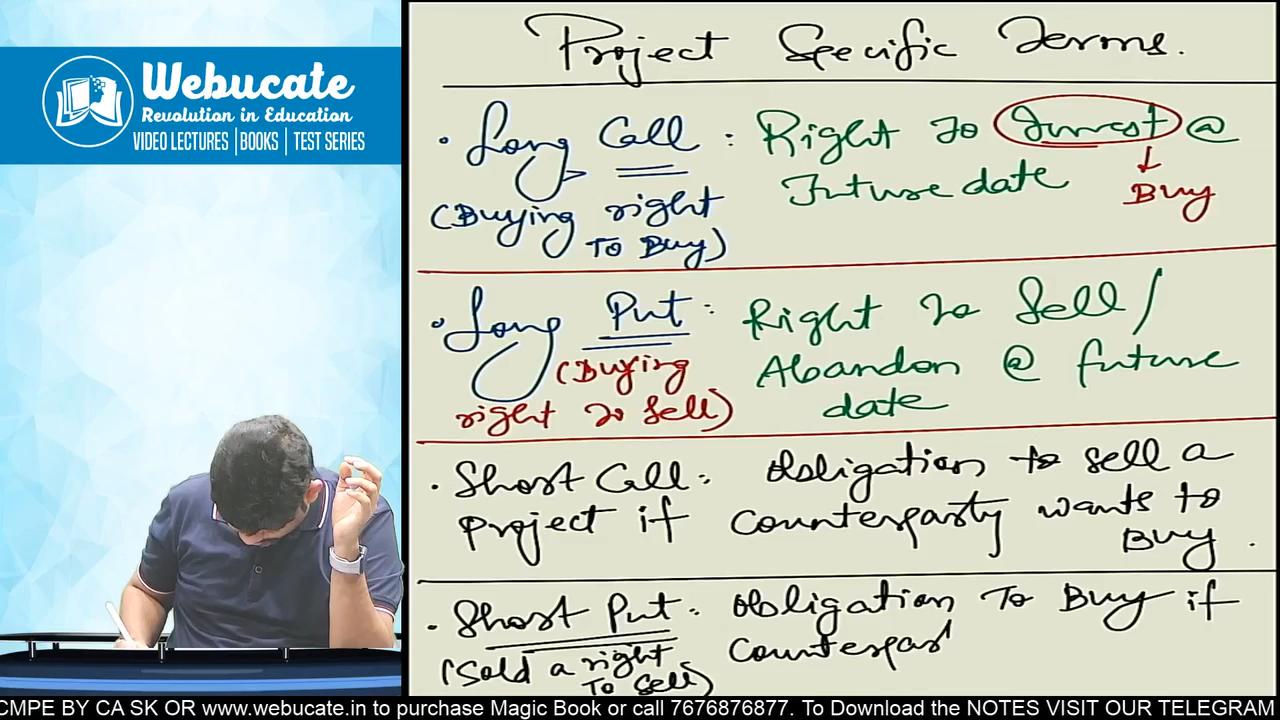 Webucate
Revolution in Education
VIDEO LECTURES | BOOKS | TEST SERIES
Project Specific Terms.
• Long Call : Right To Invest @
Future date
Buy
(Buying right
To Buy)
• Long Put : Right To Sell /
Abandon @ future
date
(Buying
right To Sell)
• Short Call : Obligation to sell a
Project if Counterparty wants to
Buy.
• Short Put : Obligation To Buy if
Counterpart
(Sold a right
To Sell)
CMPE BY CA SK OR www.webucate.in to purchase Magic Book or call 7676876877. To Download the NOTES VISIT OUR TELEGRAM